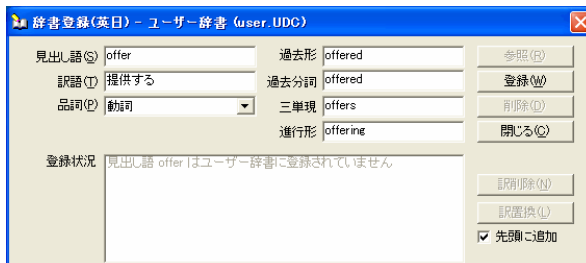 辞書登録(英日) - ユーザー辞書 (user.UDC)
見出し語(S) offer 過去形 offered 参照(R)
訳語(T) 提供する 過去分詞 offered 登録(W)
品詞(P) 動詞 三単現 offers 削除(D)
進行形 offering 閉じる(C)
登録状況 見出し語 offer はユーザー辞書に登録されていません
訳削除(N)
訳置換(L)
先頭に追加